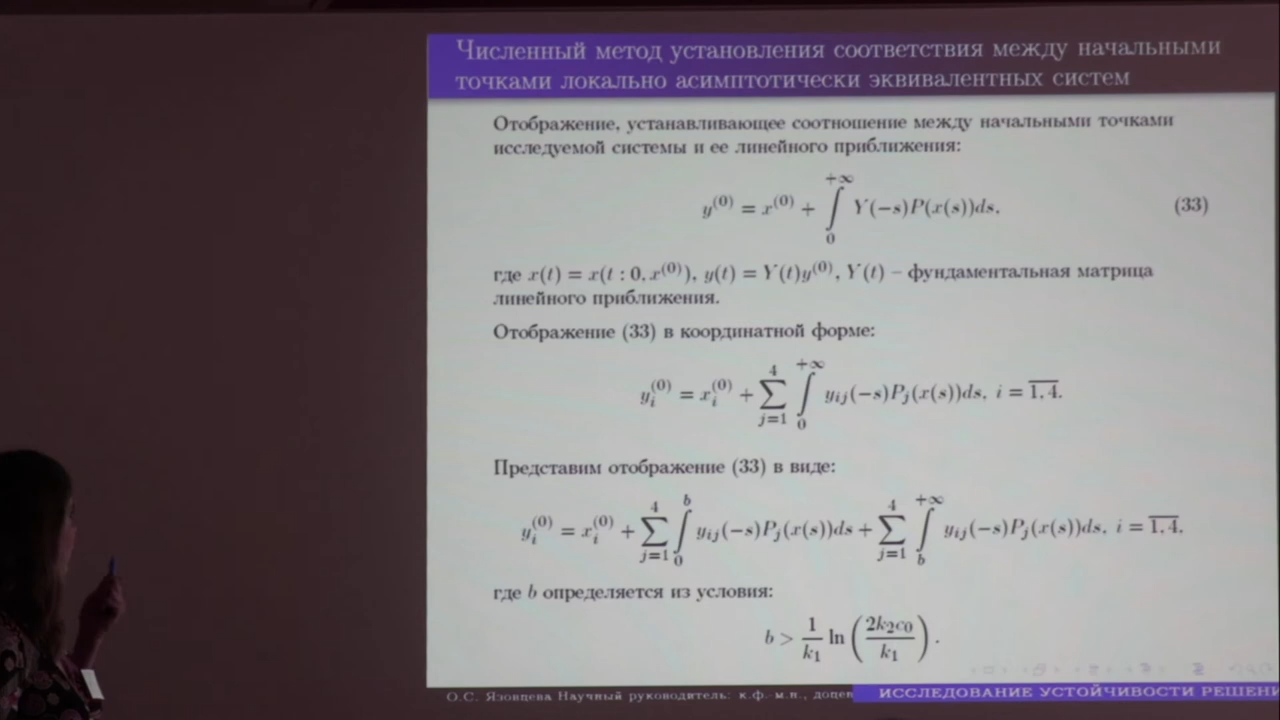 Численный метод установления соответствия между начальными
точками локально асимптотически эквивалентных систем
Отображение, устанавливающее соотношение между начальными точками
исследуемой системы и ее линейного приближения:
y^{(0)} = x^{(0)} + \int_0^{+\infty} Y(-s)P(x(s))ds, (33)
где x(t) = x(t : 0, x^{(0)}), y(t) = Y(t)y^{(0)}, Y(t) – фундаментальная матрица
линейного приближения.
Отображение (33) в координатной форме:
y_i^{(0)} = x_i^{(0)} + \sum_{j=1}^{4} \int_0^{+\infty} y_{ij}(-s)P_j(x(s))ds, i = \overline{1,4}.
Представим отображение (33) в виде:
y_i^{(0)} = x_i^{(0)} + \sum_{j=1}^{4} \int_0^{b} y_{ij}(-s)P_j(x(s))ds + \sum_{j=1}^{4} \int_b^{+\infty} y_{ij}(-s)P_j(x(s))ds, i = \overline{1,4}.
где b определяется из условия:
b > \frac{1}{k_1} \ln \left( \frac{2k_2c_0}{k_1} \right).
О.С. Язовцева Научный руководитель: к.ф.-м.н., доцен
ИССЛЕДОВАНИЕ УСТОЙЧИВОСТИ РЕШЕНИ